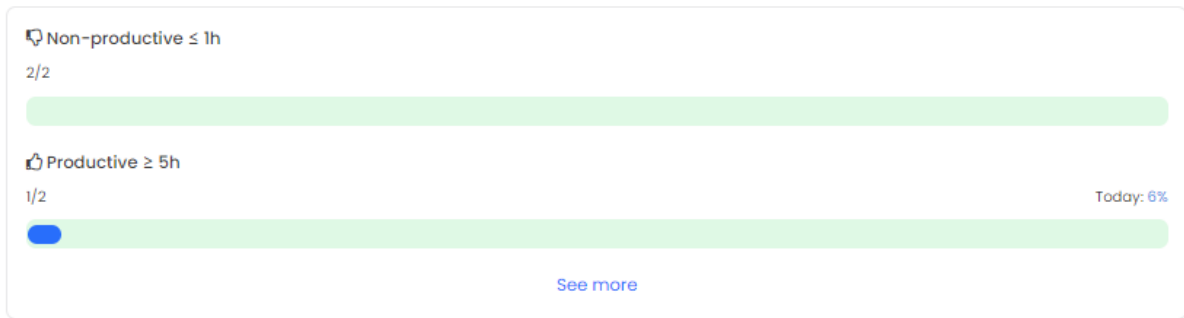 Non-productive ≤ 1h
2/2
Productive ≥ 5h
1/2 Today: 6%
See more